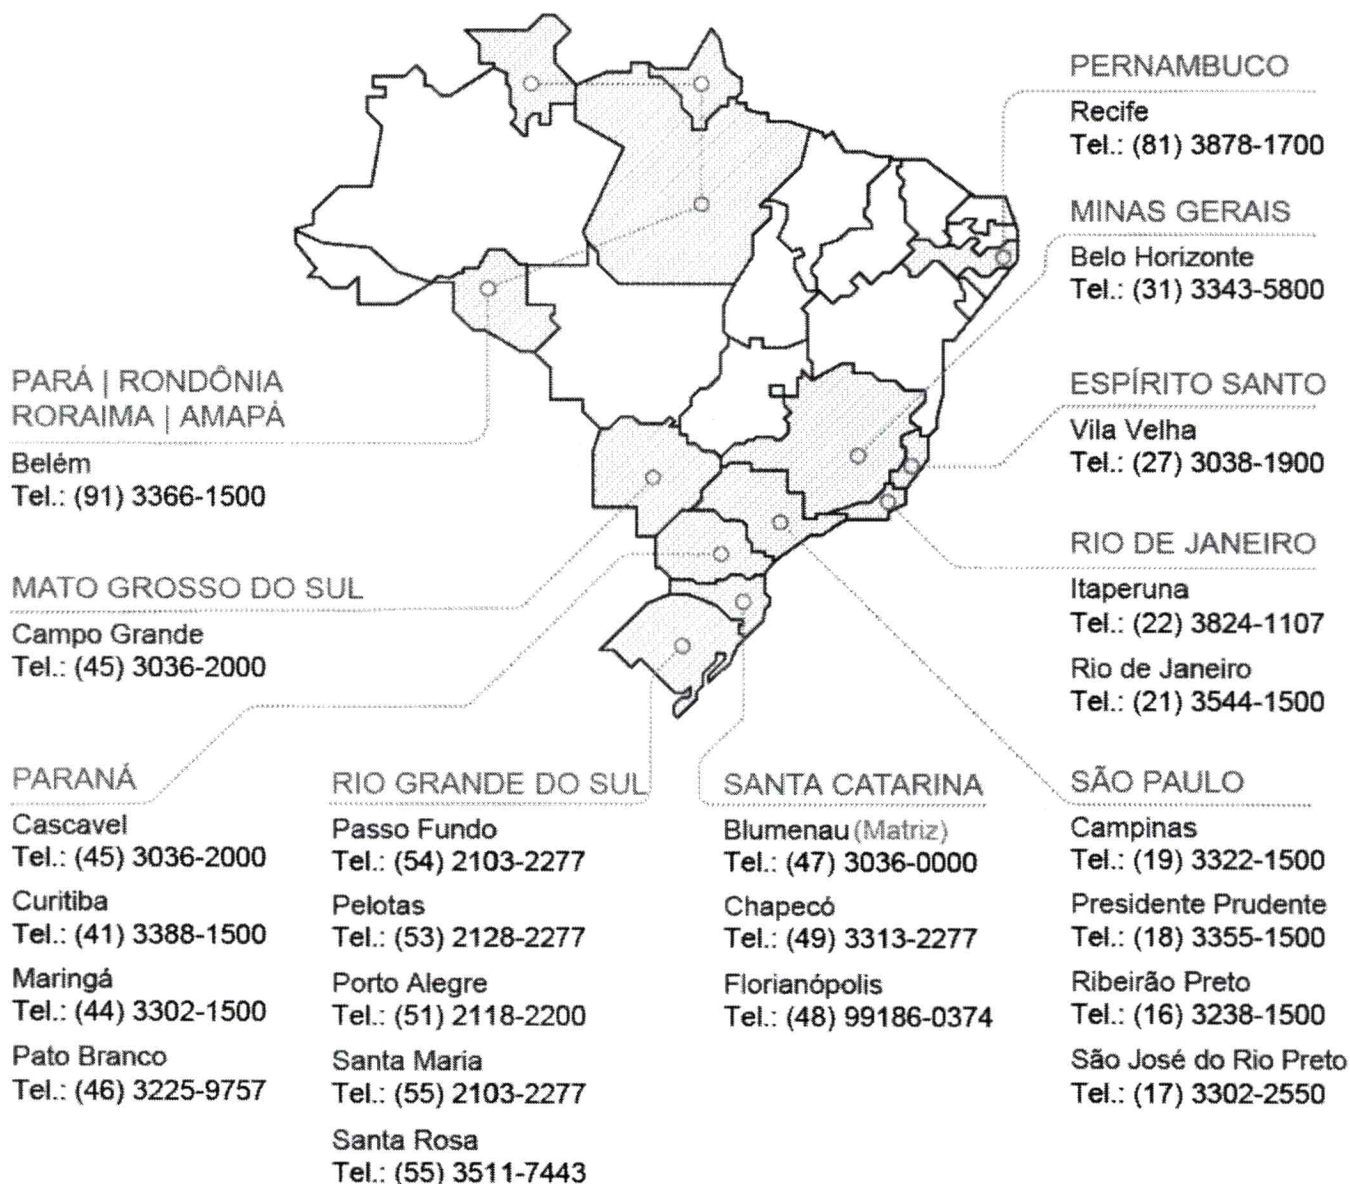 PERNAMBUCO
Recife
Tel.: (81) 3878-1700
MINAS GERAIS
Belo Horizonte
Tel.: (31) 3343-5800
ESPÍRITO SANTO
Vila Velha
Tel.: (27) 3038-1900
RIO DE JANEIRO
Itaperuna
Tel.: (22) 3824-1107
Rio de Janeiro
Tel.: (21) 3544-1500
PARÁ | RONDÔNIA
RORAIMA | AMAPÁ
Belém
Tel.: (91) 3366-1500
MATO GROSSO DO SUL
Campo Grande
Tel.: (45) 3036-2000
PARANÁ
Cascavel
Tel.: (45) 3036-2000
Curitiba
Tel.: (41) 3388-1500
Maringá
Tel.: (44) 3302-1500
Pato Branco
Tel.: (46) 3225-9757
RIO GRANDE DO SUL
Passo Fundo
Tel.: (54) 2103-2277
Pelotas
Tel.: (53) 2128-2277
Porto Alegre
Tel.: (51) 2118-2200
Santa Maria
Tel.: (55) 2103-2277
Santa Rosa
Tel.: (55) 3511-7443
SANTA CATARINA
Blumenau (Matriz)
Tel.: (47) 3036-0000
Chapecó
Tel.: (49) 3313-2277
Florianópolis
Tel.: (48) 99186-0374
SÃO PAULO
Campinas
Tel.: (19) 3322-1500
Presidente Prudente
Tel.: (18) 3355-1500
Ribeirão Preto
Tel.: (16) 3238-1500
São José do Rio Preto
Tel.: (17) 3302-2550